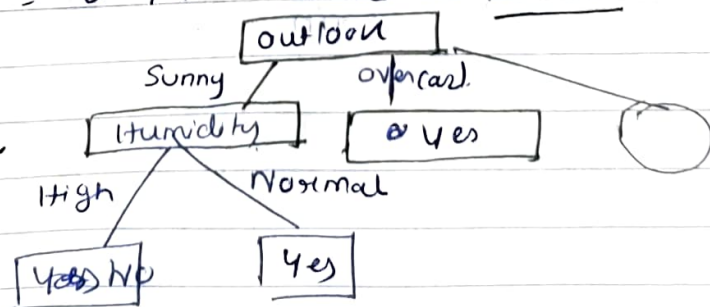 outlook
Sunny
Overcast.
Humidity
Yes
High
Normal
No
Yes